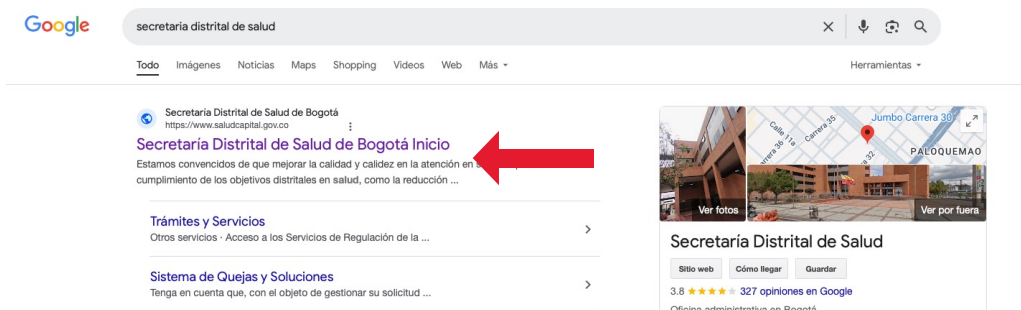 Google
secretaria distrital de salud
Todo Imágenes Noticias Maps Shopping Videos Web Más
Herramientas
Secretaría Distrital de Salud de Bogotá
https://www.saludcapital.gov.co
Secretaría Distrital de Salud de Bogotá Inicio
Estamos convencidos de que mejorar la calidad y calidez en la atención en
cumplimiento de los objetivos distritales en salud, como la reducción ...
Trámites y Servicios
Otros servicios · Acceso a los Servicios de Regulación de la ...
Sistema de Quejas y Soluciones
Tenga en cuenta que, con el objeto de gestionar su solicitud ...
Calle 11a
Carrera 35
Jumbo Carrera 30
Carrera 36
32
PALOQUEMAO
Ver fotos
Ver por fuera
Secretaría Distrital de Salud
Sitio web Cómo llegar Guardar
3.8 ★★★★★ 327 opiniones en Google
Oficina administrativa en Bogotá